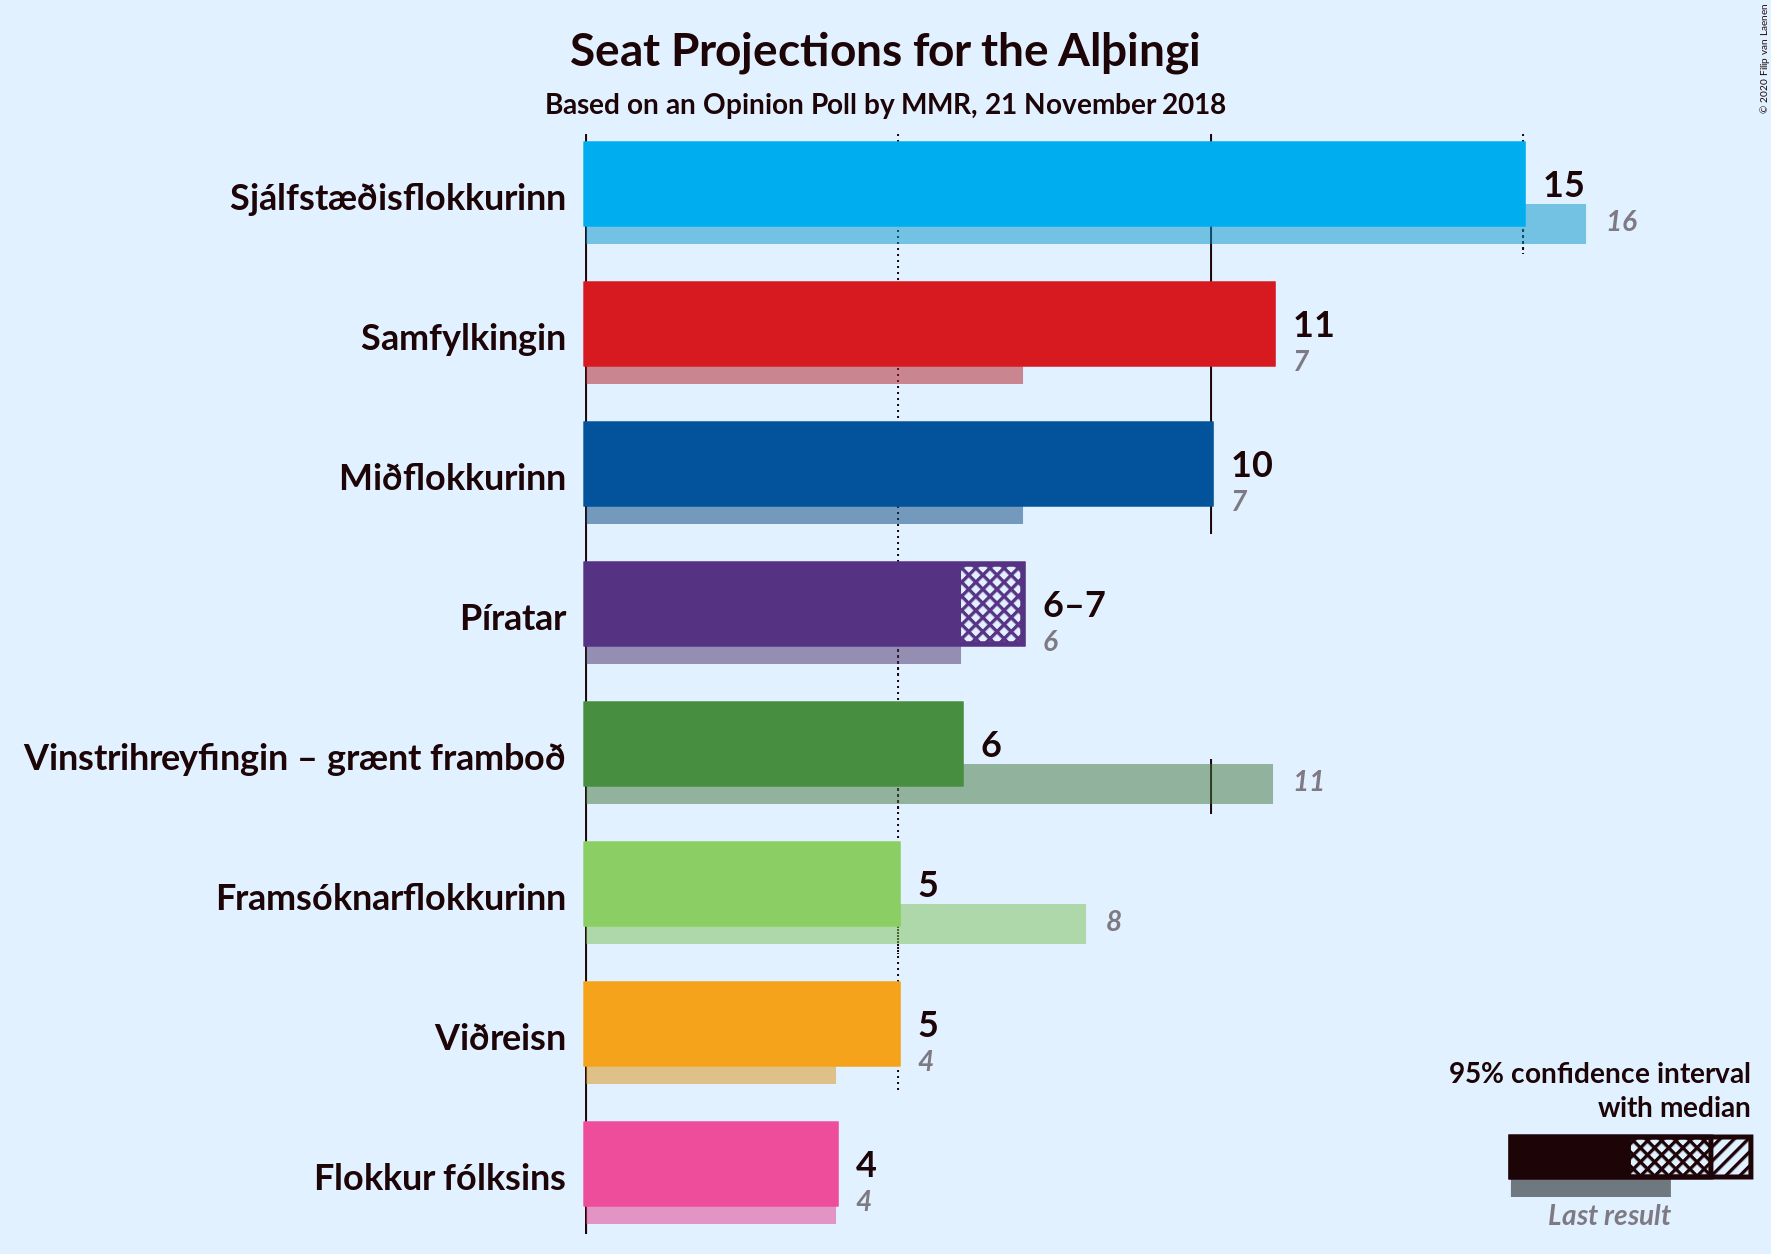 Seat Projections for the Alþingi
Based on an Opinion Poll by MMR, 21 November 2018
© 2020 Filip van Laenen
Sjálfstæðisflokkurinn
15
16
Samfylkingin
11
7
Miðflokkurinn
10
7
Píratar
6–7
6
Vinstrihreyfingin – grænt framboð
6
11
Framsóknarflokkurinn
5
8
Viðreisn
5
4
Flokkur fólksins
4
4
95% confidence interval
with median
Last result